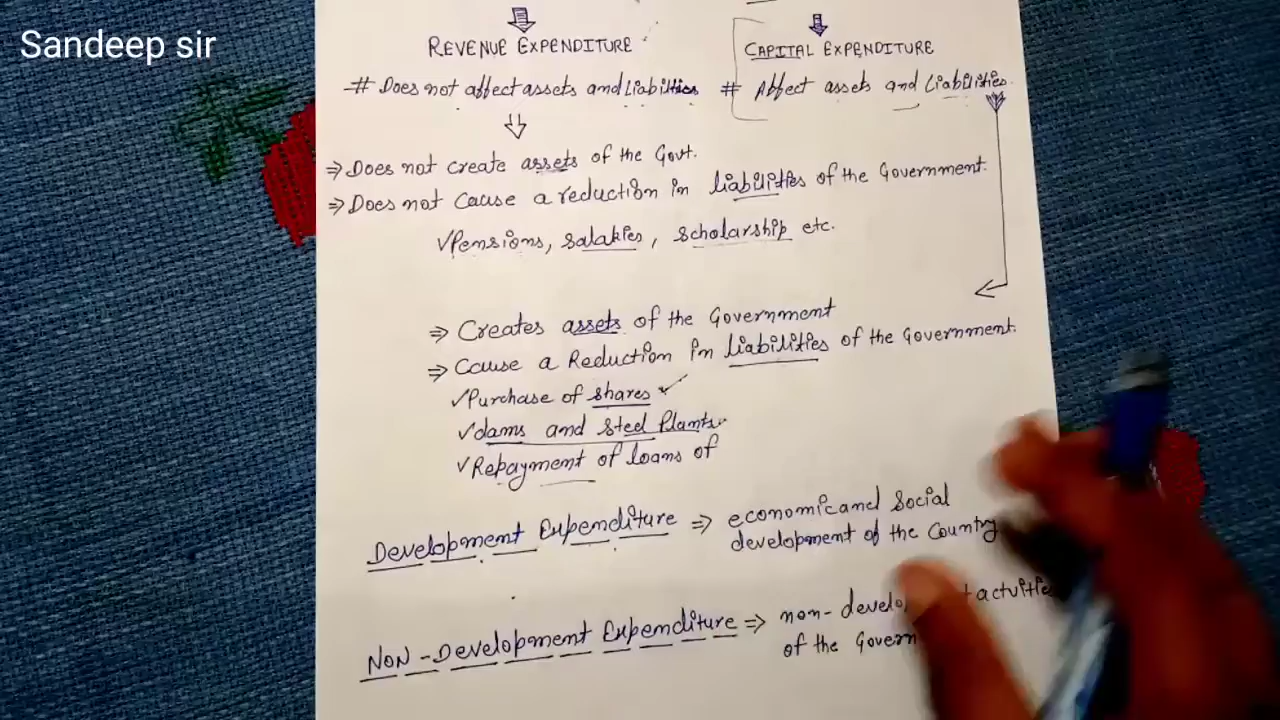 Sandeep sir
REVENUE EXPENDITURE
CAPITAL EXPENDITURE
# Does not affect assets and Liabilities
# Affect assets and Liabilities.
⇒ Does not create assets of the Govt.
⇒ Does not cause a reduction in liabilities of the Government.
✓Pensions, salaries, scholarship etc.
⇒ Creates assets of the Government
⇒ Cause a Reduction in liabilities of the Government.
✓Purchase of shares ✓
✓dams and steel Plants.
✓Repayment of loans of
Development Expenditure ⇒ economic and social
development of the Country
NON-Development Expenditure ⇒ non-
of the